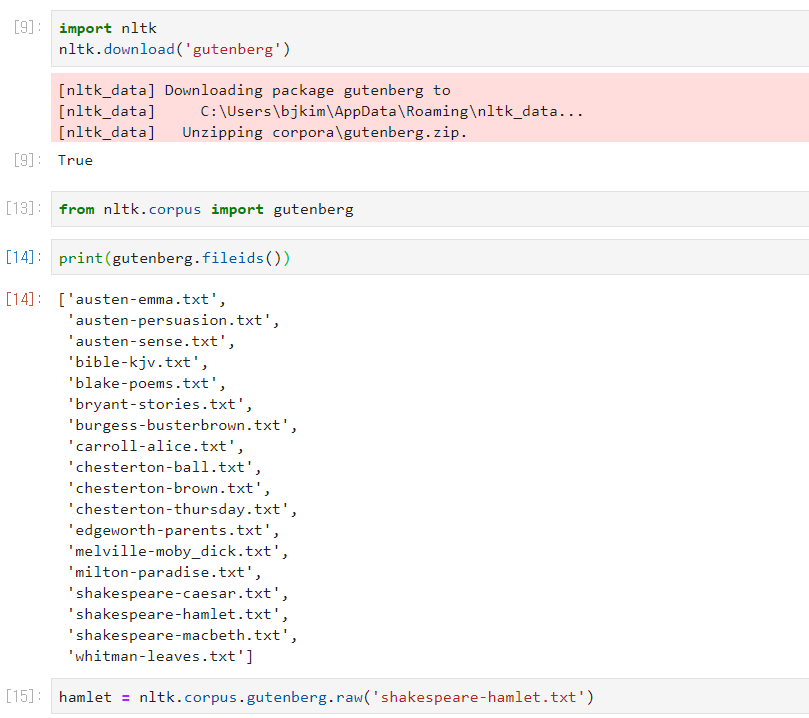 [9]: import nltk
nltk.download('gutenberg')
[nltk_data] Downloading package gutenberg to
[nltk_data]     C:\Users\bjkim\AppData\Roaming\nltk_data...
[nltk_data]   Unzipping corpora\gutenberg.zip.
[9]: True
[13]: from nltk.corpus import gutenberg
[14]: print(gutenberg.fileids())
[14]: ['austen-emma.txt',
'austen-persuasion.txt',
'austen-sense.txt',
'bible-kjv.txt',
'blake-poems.txt',
'bryant-stories.txt',
'burgess-busterbrown.txt',
'carroll-alice.txt',
'chesterton-ball.txt',
'chesterton-brown.txt',
'chesterton-thursday.txt',
'edgeworth-parents.txt',
'melville-moby_dick.txt',
'milton-paradise.txt',
'shakespeare-caesar.txt',
'shakespeare-hamlet.txt',
'shakespeare-macbeth.txt',
'whitman-leaves.txt']
[15]: hamlet = nltk.corpus.gutenberg.raw('shakespeare-hamlet.txt')